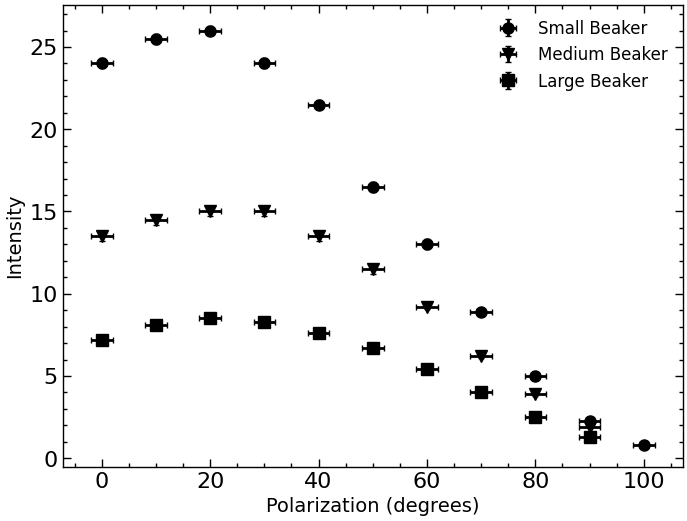 Small Beaker
Medium Beaker
Large Beaker
25
20
15
10
5
0
Intensity
0 20 40 60 80 100
Polarization (degrees)